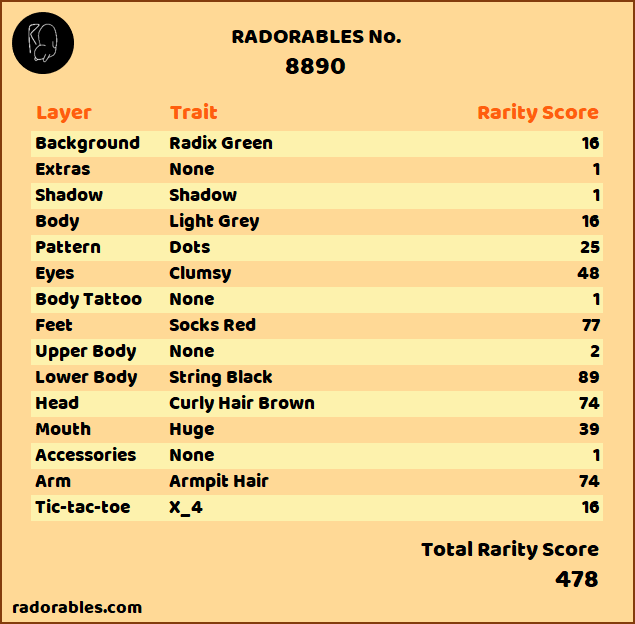 RADORABLES No.
8890
Layer Trait Rarity Score
Background Radix Green 16
Extras None 1
Shadow Shadow 1
Body Light Grey 16
Pattern Dots 25
Eyes Clumsy 48
Body Tattoo None 1
Feet Socks Red 77
Upper Body None 2
Lower Body String Black 89
Head Curly Hair Brown 74
Mouth Huge 39
Accessories None 1
Arm Armpit Hair 74
Tic-tac-toe X_4 16
Total Rarity Score
478
radorables.com